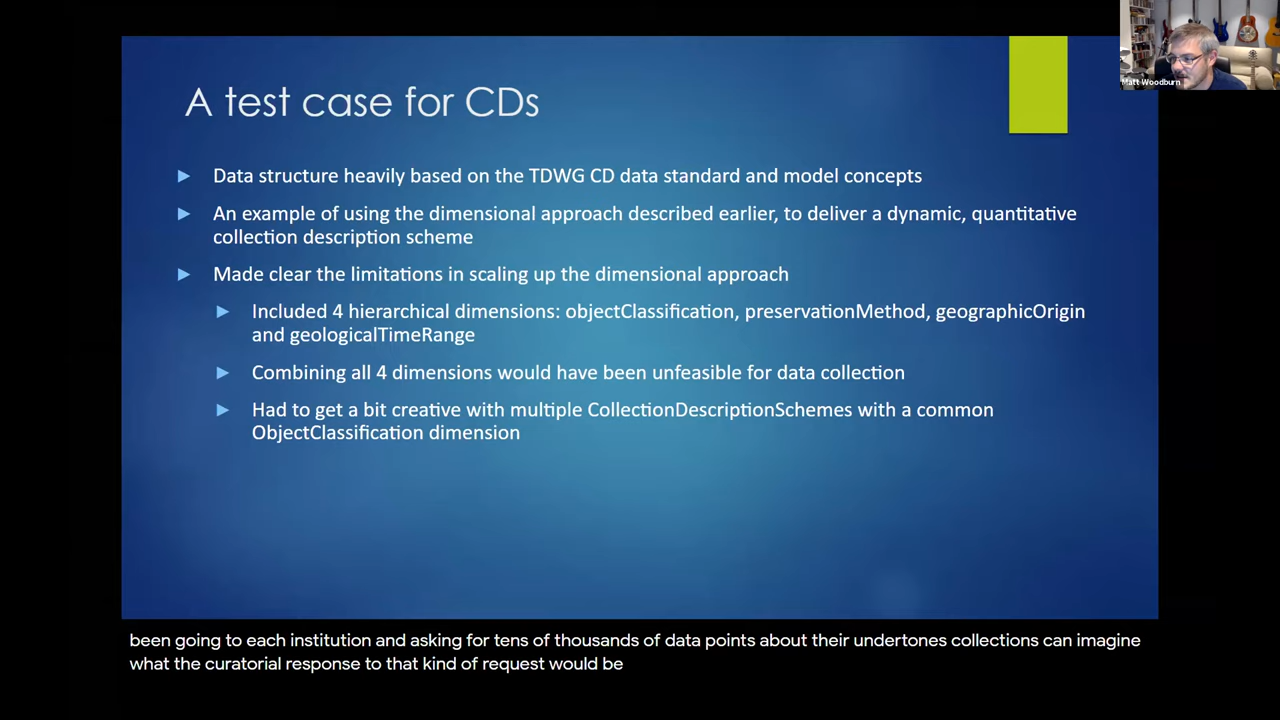 Matt Woodburn
A test case for CDs
Data structure heavily based on the TDWG CD data standard and model concepts
An example of using the dimensional approach described earlier, to deliver a dynamic, quantitative
collection description scheme
Made clear the limitations in scaling up the dimensional approach
Included 4 hierarchical dimensions: objectClassification, preservationMethod, geographicOrigin
and geologicalTimeRange
Combining all 4 dimensions would have been unfeasible for data collection
Had to get a bit creative with multiple CollectionDescriptionSchemes with a common
ObjectClassification dimension
been going to each institution and asking for tens of thousands of data points about their undertones collections can imagine
what the curatorial response to that kind of request would be